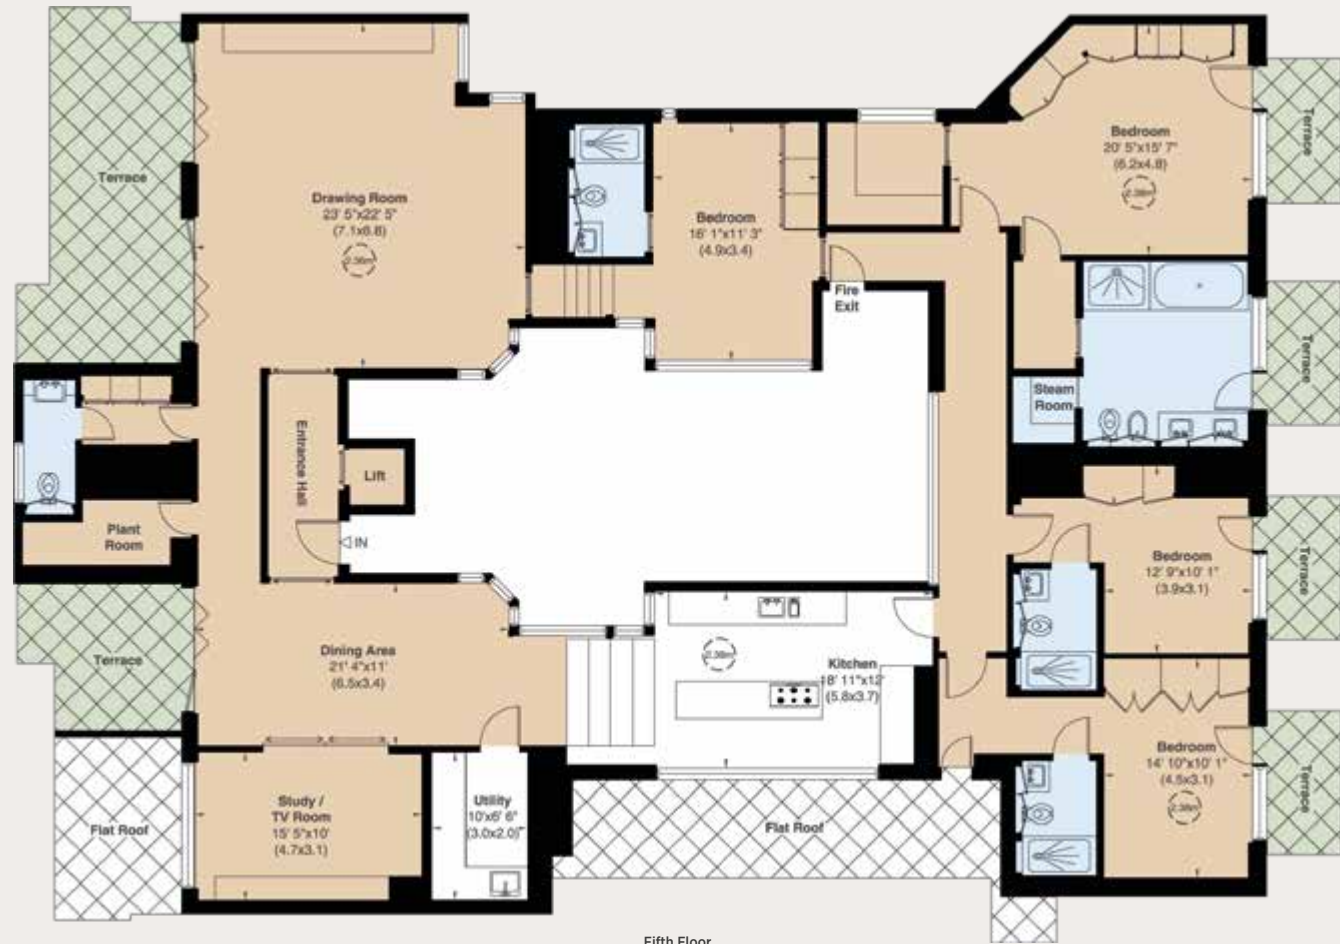 Terrace
Drawing Room
23' 5"x22' 5"
(7.1x6.8)
2.36m
Bedroom
16' 1"x11' 3"
(4.9x3.4)
Fire
Exit
Bedroom
20' 5"x15' 7"
(6.2x4.8)
Terrace
Terrace
Steam
Room
Entrance Hall
Lift
IN
Plant
Room
Terrace
Dining Area
21' 4"x11'
(6.5x3.4)
Kitchen
18' 11"x12'
(5.8x3.7)
Bedroom
12' 9"x10' 1"
(3.9x3.1)
Terrace
Bedroom
14' 10"x10' 1"
(4.5x3.1)
Terrace
Flat Roof
Study /
TV Room
15' 5"x10'
(4.7x3.1)
Utility
10'x6' 6"
(3.0x2.0)
Flat Roof
Fifth Floor